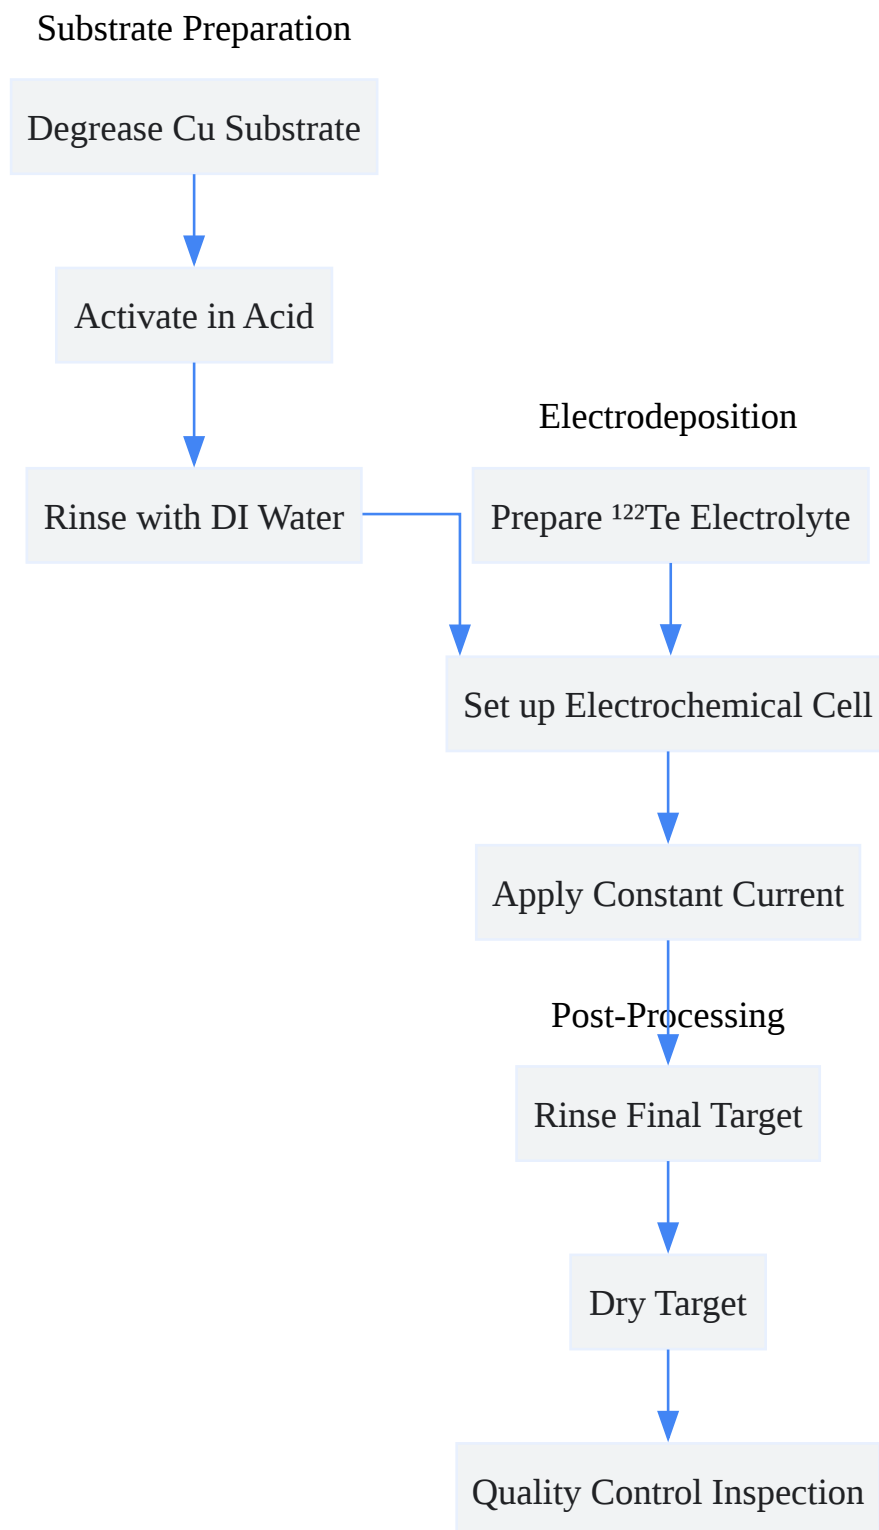 Substrate Preparation
Degrease Cu Substrate
Activate in Acid
Rinse with DI Water
Electrodeposition
Prepare ¹²²Te Electrolyte
Set up Electrochemical Cell
Apply Constant Current
Post-Processing
Rinse Final Target
Dry Target
Quality Control Inspection